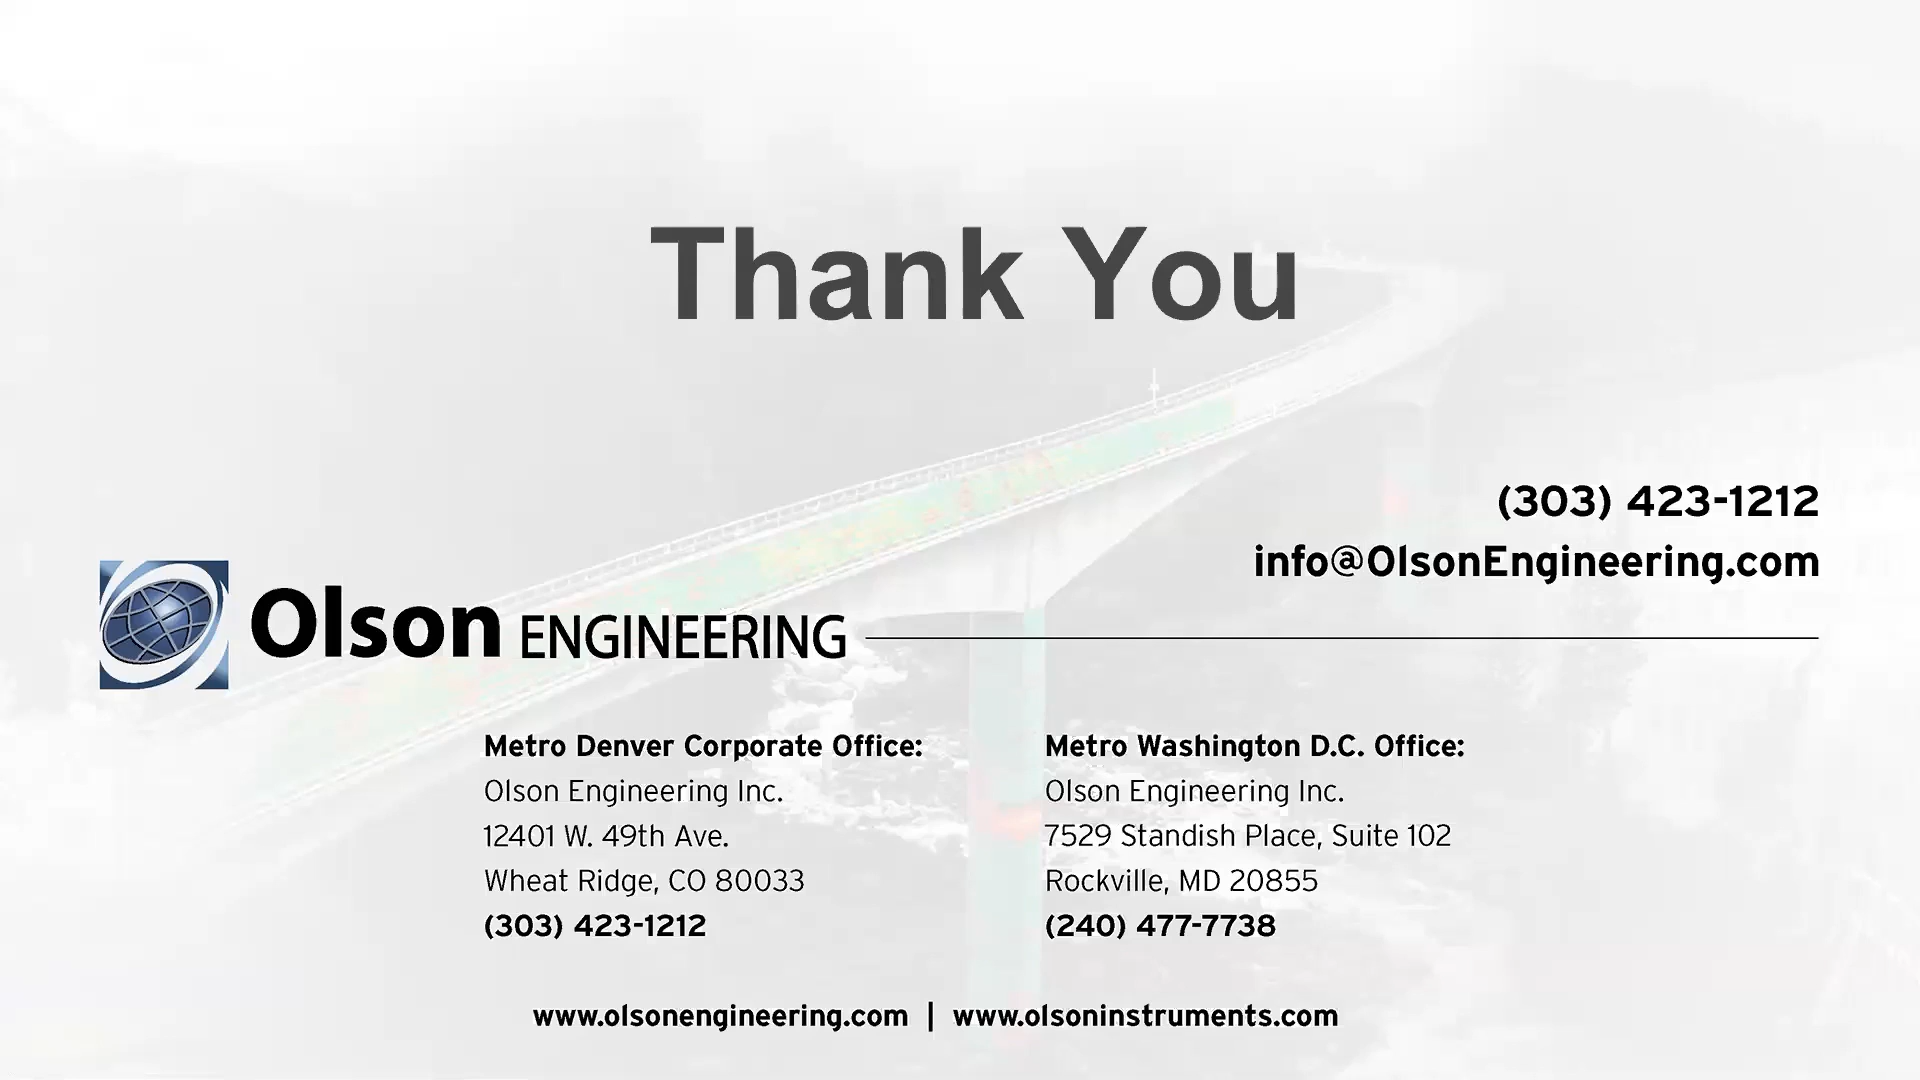 Thank You
(303) 423-1212
info@OlsonEngineering.com
Olson ENGINEERING
Metro Denver Corporate Office:
Olson Engineering Inc.
12401 W. 49th Ave.
Wheat Ridge, CO 80033
(303) 423-1212
Metro Washington D.C. Office:
Olson Engineering Inc.
7529 Standish Place, Suite 102
Rockville, MD 20855
(240) 477-7738
www.olsonengineering.com | www.olsoninstruments.com